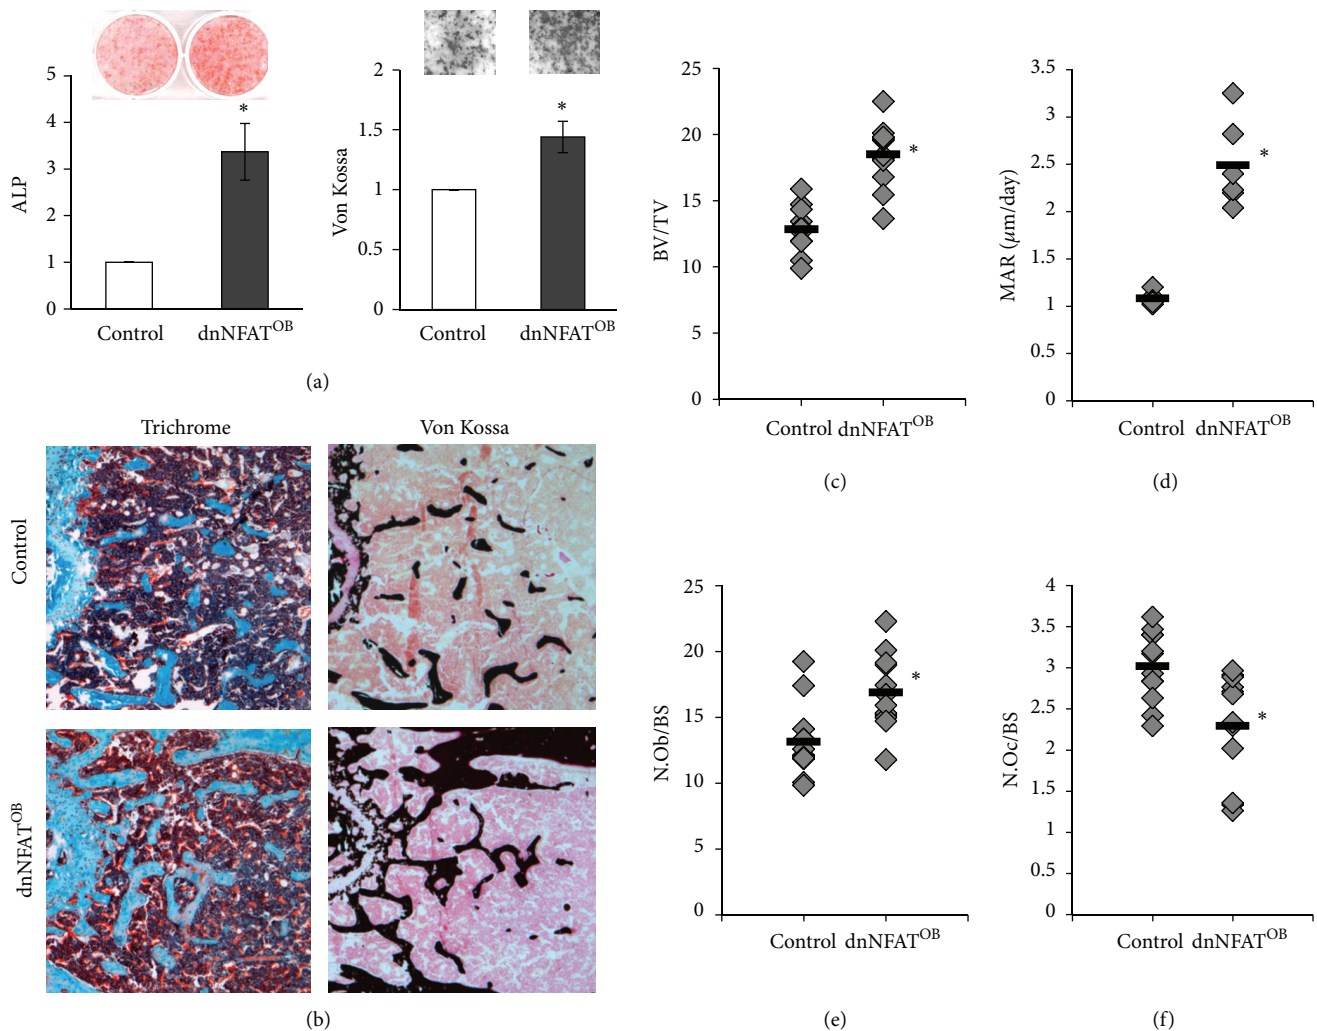 5
4
3
2
1
0
ALP
*
Control
dnNFAT^OB
2
1.5
1
0.5
0
Von Kossa
*
Control
dnNFAT^OB
(a)
Trichrome
Von Kossa
Control
dnNFAT^OB
(b)
25
20
15
10
5
0
BV/TV
*
Control dnNFAT^OB
(c)
3.5
3
2.5
2
1.5
1
0.5
0
MAR (μm/day)
*
Control dnNFAT^OB
(d)
25
20
15
10
5
0
N.Ob/BS
*
Control dnNFAT^OB
(e)
4
3.5
3
2.5
2
1.5
1
0.5
0
N.Oc/BS
*
Control dnNFAT^OB
(f)